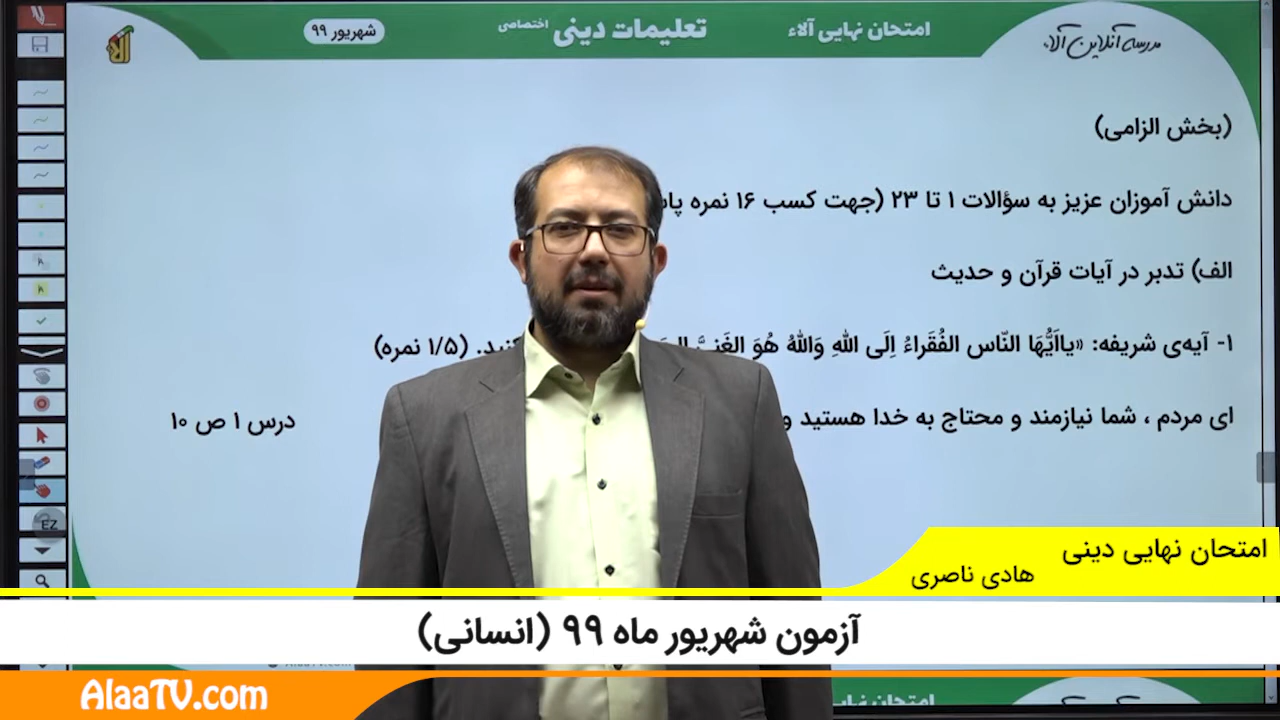 مدرسه آنلاین آلاء
امتحان نهایی آلاء
تعلیمات دینی اختصاصی
شهریور ۹۹
(بخش الزامی)
دانش آموزان عزیز به سؤالات ۱ تا ۲۳ (جهت کسب ۱۶ نمره
الف) تدبر در آیات قرآن و حدیث
۱- آیه‌ی شریفه: «یااَیُّهَا النّاس الفُقَراءُ اِلَی اللهِ وَاللهُ هُوَ الغَنیَّ (۱/۵ نمره)
ای مردم ، شما نیازمند و محتاج به خدا هستید و درس ۱ ص ۱۰
EZ
امتحان نهایی دینی
هادی ناصری
آزمون شهریور ماه ۹۹ (انسانی)
AlaaTV.com